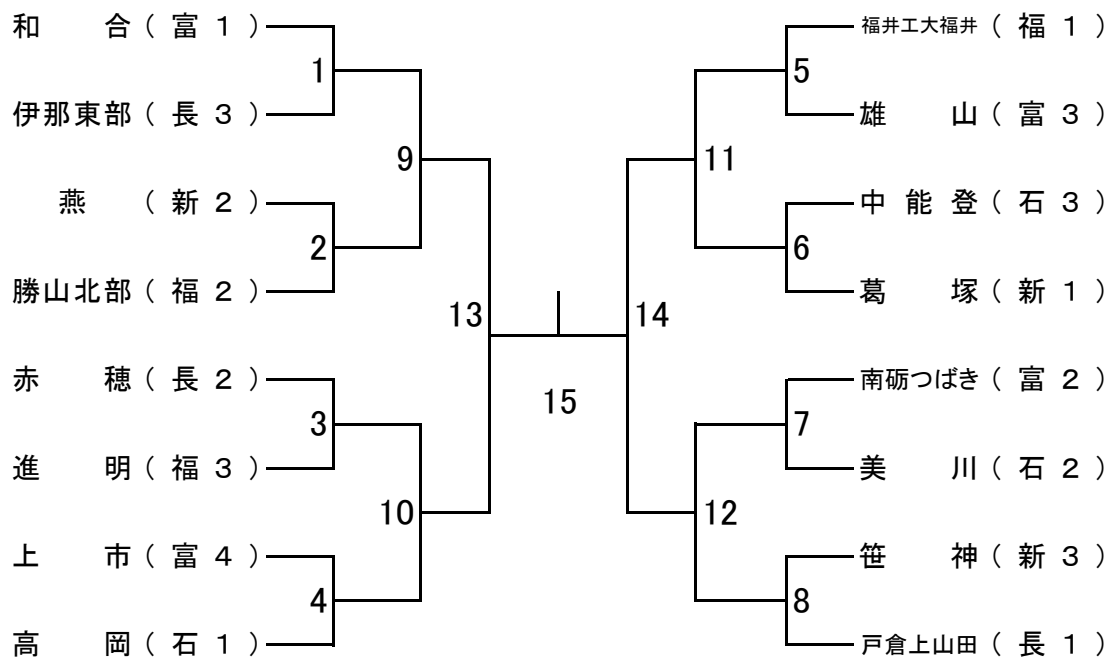 和 合 ( 富 1 )
1
伊那東部 ( 長 3 )
9
燕 ( 新 2 )
2
勝山北部 ( 福 2 )
13
赤 穂 ( 長 2 )
3
進 明 ( 福 3 )
10
上 市 ( 富 4 )
4
高 岡 ( 石 1 )
15
福井工大福井 ( 福 1 )
5
雄 山 ( 富 3 )
11
中 能 登 ( 石 3 )
6
葛 塚 ( 新 1 )
14
南砺つばき ( 富 2 )
7
美 川 ( 石 2 )
12
笹 神 ( 新 3 )
8
戸倉上山田 ( 長 1 )